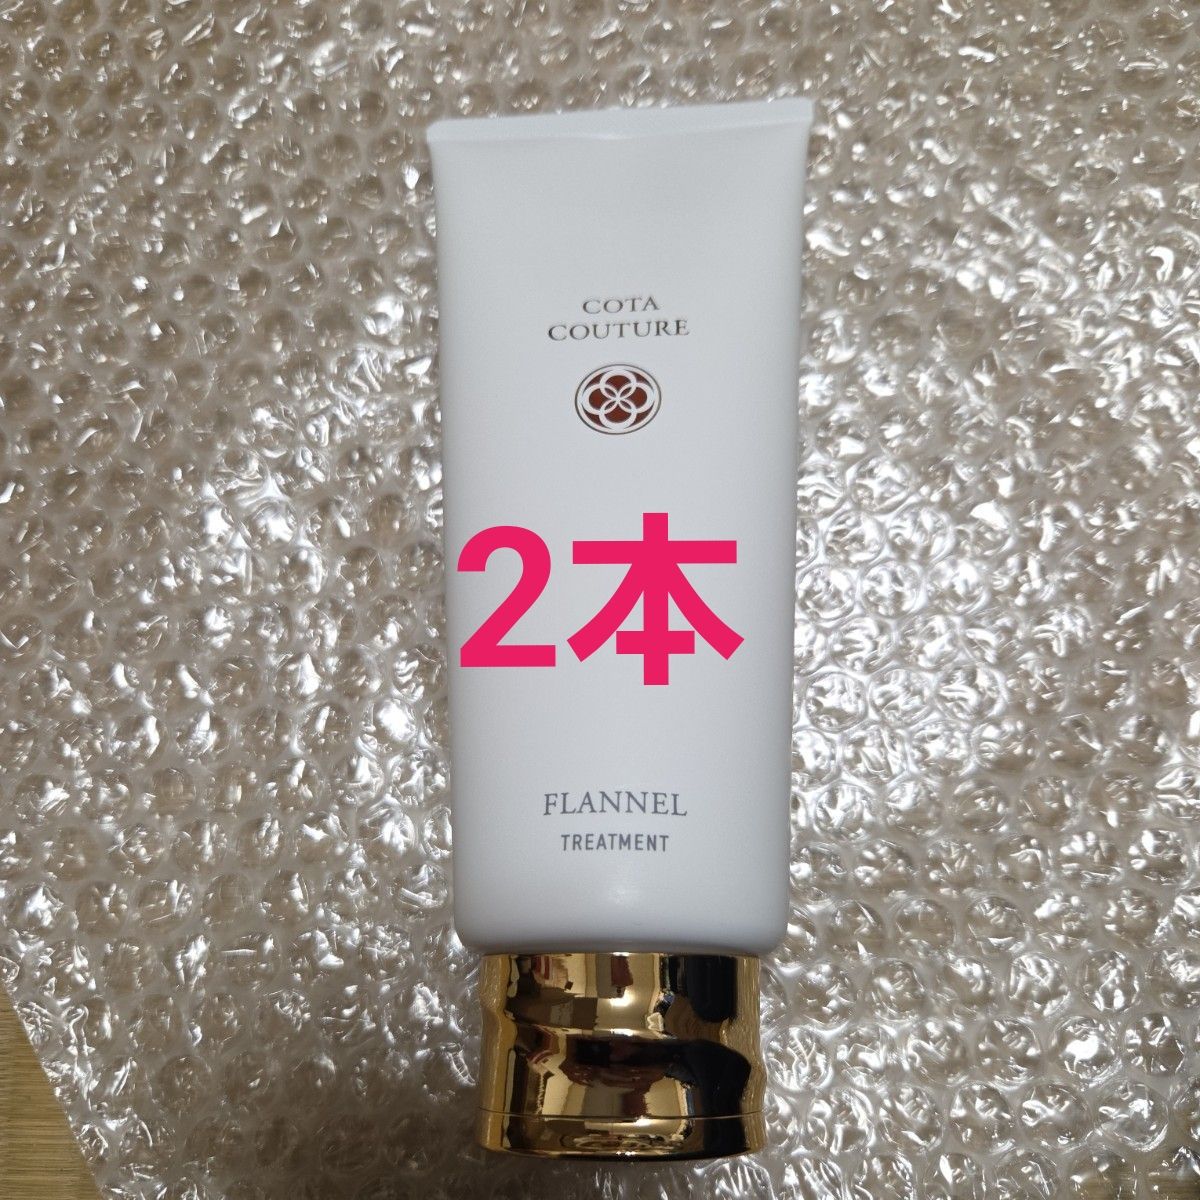 COTA
COUTURE
2本
FLANNEL
TREATMENT